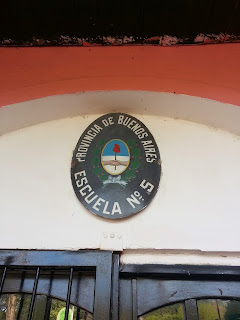 PROVINCIA DE BUENOS AIRES
ESCUELA Nº 5